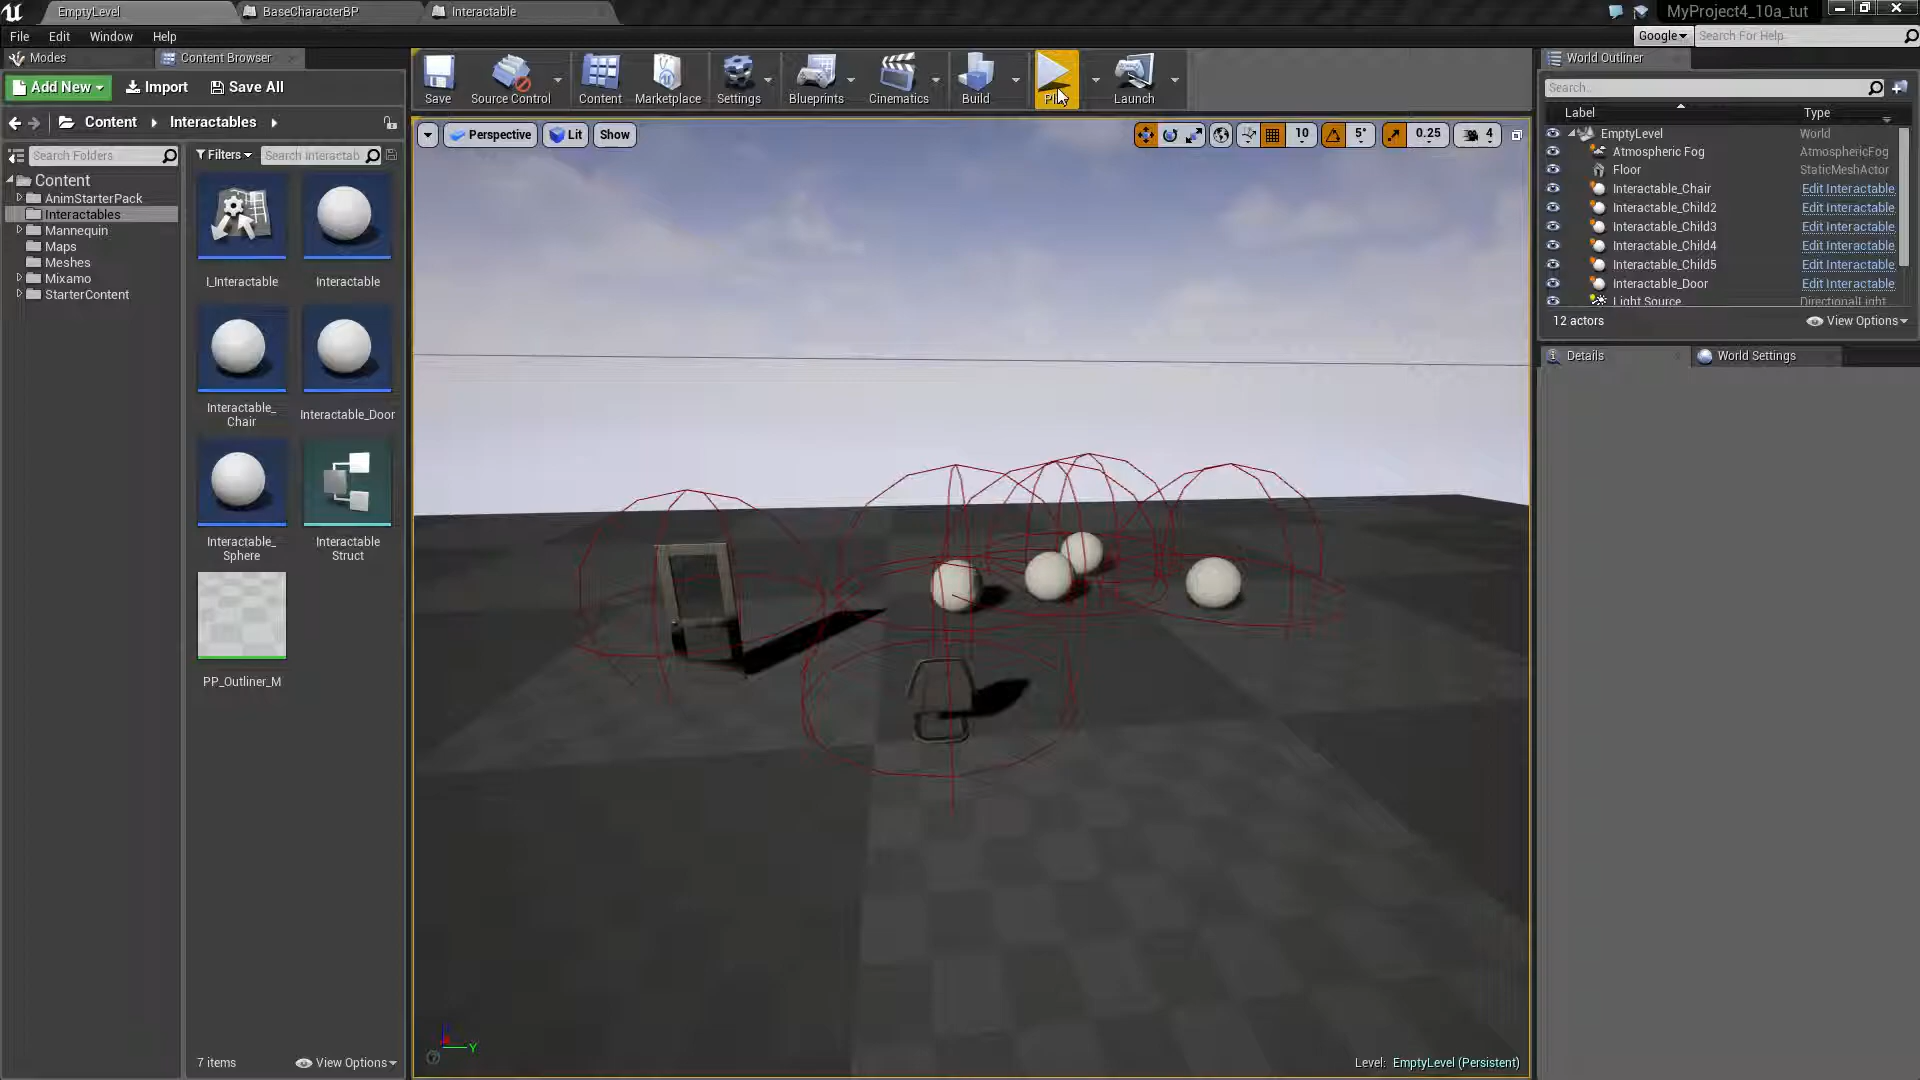 EmptyLevel
BaseCharacterBP
Interactable
MyProject4_10a_tut
File
Edit
Window
Help
Google
Search For Help
Modes
Content Browser
Add New
Import
Save All
Content
Interactables
Search Folders
Filters
Search Interactab
Content
AnimStarterPack
Interactables
Mannequin
Maps
Meshes
Mixamo
StarterContent
I_Interactable
Interactable
Interactable_
Chair
Interactable_Door
Interactable_
Sphere
Interactable
Struct
PP_Outliner_M
7 items
View Options
Save
Source Control
Content
Marketplace
Settings
Blueprints
Cinematics
Build
Launch
Perspective
Lit
Show
10
5°
0.25
4
Y
Level: EmptyLevel (Persistent)
World Outliner
Search...
Label
Type
EmptyLevel
World
Atmospheric Fog
AtmosphericFog
Floor
StaticMeshActor
Interactable_Chair
Edit Interactable
Interactable_Child2
Edit Interactable
Interactable_Child3
Edit Interactable
Interactable_Child4
Edit Interactable
Interactable_Child5
Edit Interactable
Interactable_Door
Edit Interactable
Light Source
DirectionalLight
12 actors
View Options
Details
World Settings